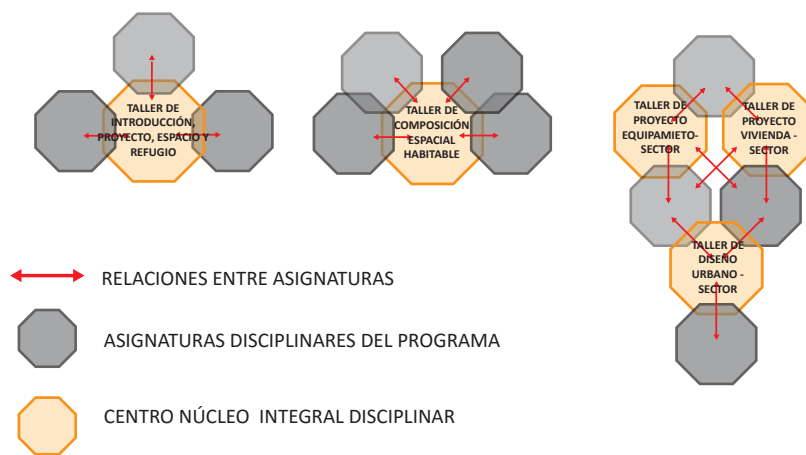 TALLER DE
INTRODUCCIÓN,
PROYECTO, ESPACIO Y
REFUGIO
TALLER DE
COMPOSICIÓN
ESPACIAL
HABITABLE
TALLER DE
PROYECTO
EQUIPAMIETO-
SECTOR
TALLER DE
PROYECTO
VIVIENDA -
SECTOR
TALLER DE
DISEÑO
URBANO -
SECTOR
RELACIONES ENTRE ASIGNATURAS
ASIGNATURAS DISCIPLINARES DEL PROGRAMA
CENTRO NÚCLEO INTEGRAL DISCIPLINAR